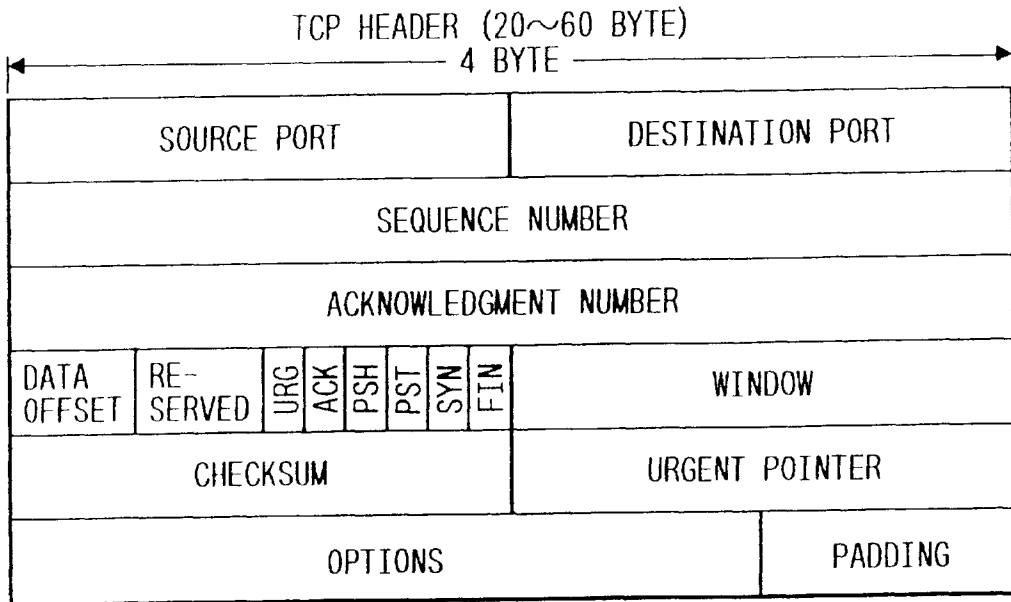 TCP HEADER (20～60 BYTE)
4 BYTE
SOURCE PORT
DESTINATION PORT
SEQUENCE NUMBER
ACKNOWLEDGMENT NUMBER
DATA
OFFSET
RE-
SERVED
URG
ACK
PSH
PST
SYN
FIN
WINDOW
CHECKSUM
URGENT POINTER
OPTIONS
PADDING